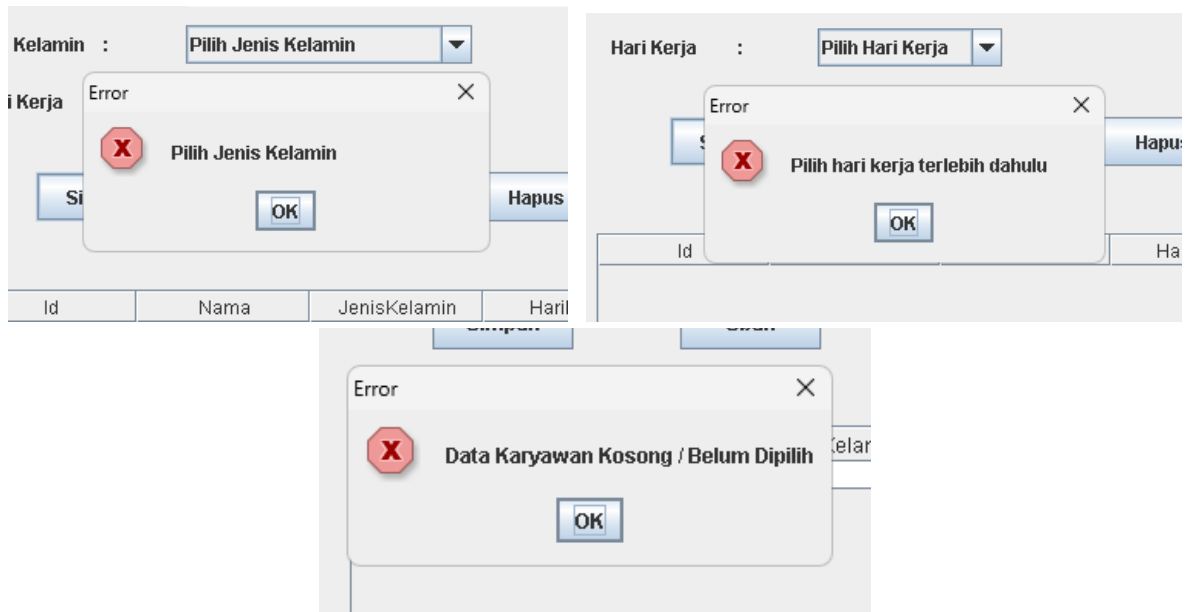 Kelamin : Pilih Jenis Kelamin
i Kerja
Error
Pilih Jenis Kelamin
Si
OK
Hapus
Id Nama JenisKelamin Haril
Hari Kerja : Pilih Hari Kerja
Error
Pilih hari kerja terlebih dahulu
Hapus
OK
Id Ha
Simpan
Error
Data Karyawan Kosong / Belum Dipilih
Kelar
OK